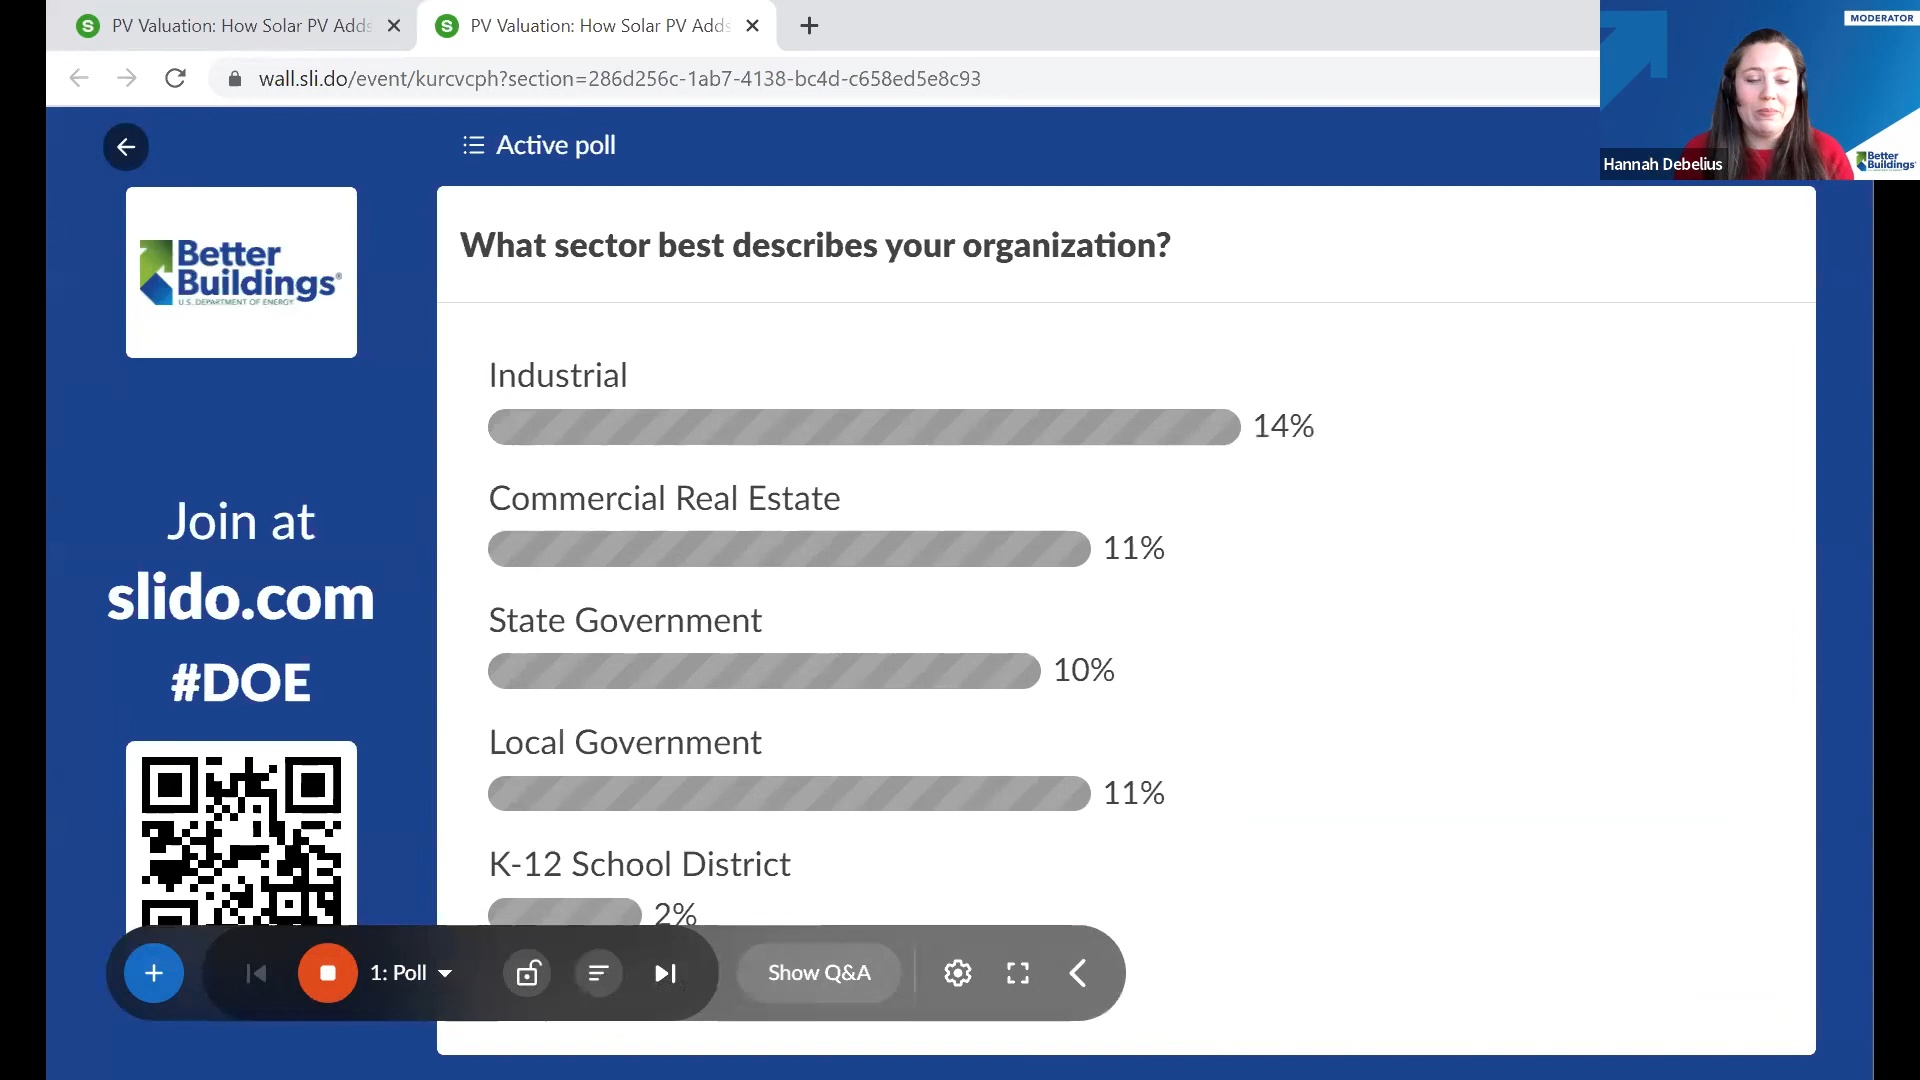 PV Valuation: How Solar PV Adds
PV Valuation: How Solar PV Adds
wall.sli.do/event/kurcvcph?section=286d256c-1ab7-4138-bc4d-c658ed5e8c93
MODERATOR
Hannah Debelius
Better
Buildings
Active poll
Better
Buildings®
U.S. DEPARTMENT OF ENERGY
Join at
slido.com
#DOE
What sector best describes your organization?
Industrial
14%
Commercial Real Estate
11%
State Government
10%
Local Government
11%
K-12 School District
2%
1: Poll
Show Q&A